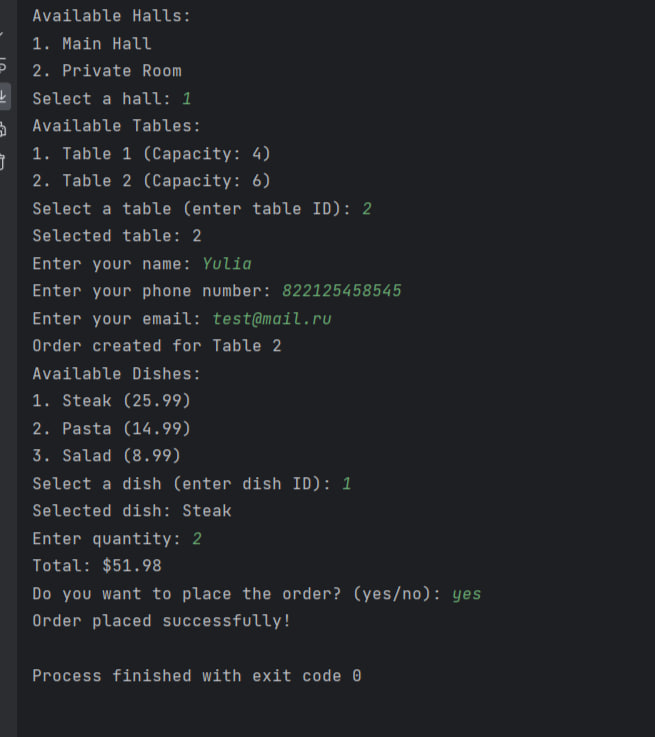 Available Halls:
1. Main Hall
2. Private Room
Select a hall: 1
Available Tables:
1. Table 1 (Capacity: 4)
2. Table 2 (Capacity: 6)
Select a table (enter table ID): 2
Selected table: 2
Enter your name: Yulia
Enter your phone number: 822125458545
Enter your email: test@mail.ru
Order created for Table 2
Available Dishes:
1. Steak (25.99)
2. Pasta (14.99)
3. Salad (8.99)
Select a dish (enter dish ID): 1
Selected dish: Steak
Enter quantity: 2
Total: $51.98
Do you want to place the order? (yes/no): yes
Order placed successfully!
Process finished with exit code 0